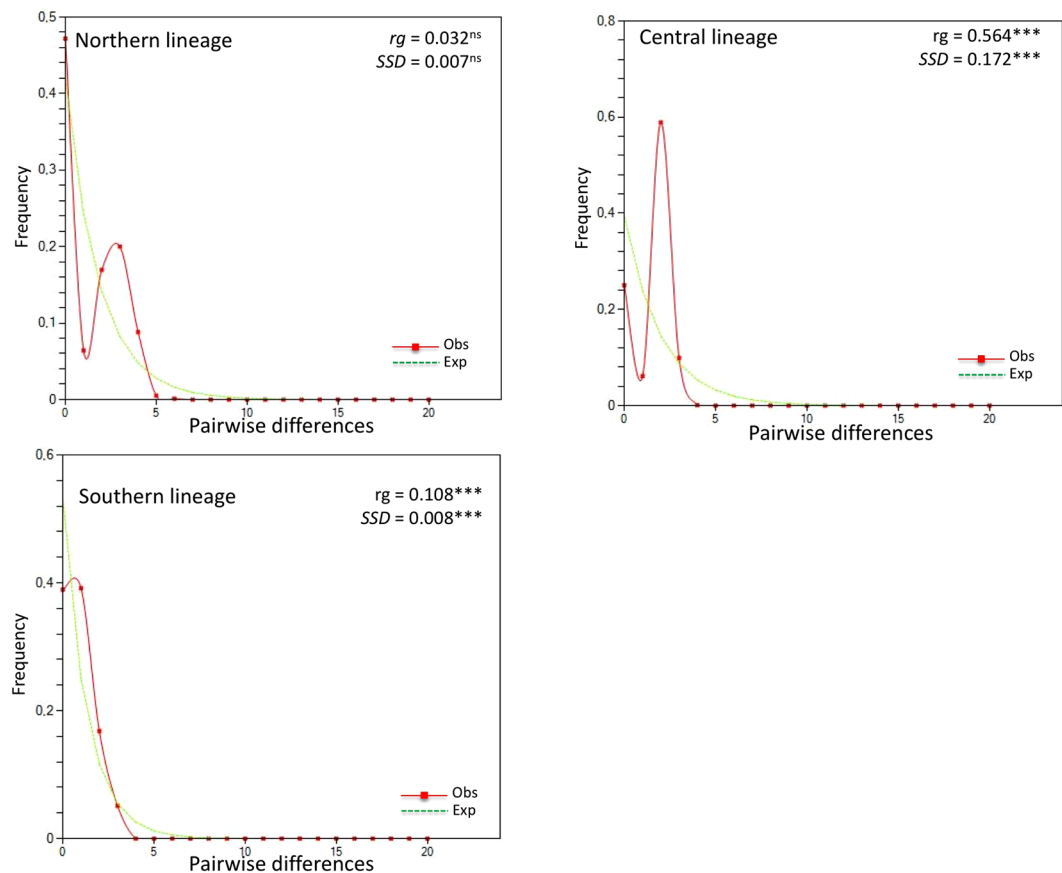 Northern lineage
rg = 0.032ns
SSD = 0.007ns
0,5
0,4
0,3
0,2
0,1
0
Frequency
Obs
Exp
0 5 10 15 20
Pairwise differences
Central lineage
rg = 0.564***
SSD = 0.172***
0,8
0,6
0,4
0,2
0
Frequency
Obs
Exp
0 5 10 15 20
Pairwise differences
Southern lineage
rg = 0.108***
SSD = 0.008***
0,6
0,4
0,2
0
Frequency
Obs
Exp
0 5 10 15 20
Pairwise differences